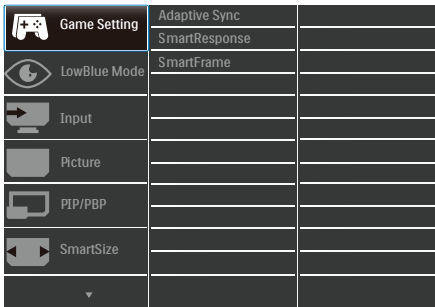 Game Setting
LowBlue Mode
Input
Picture
PIP/PBP
SmartSize
Adaptive Sync
SmartResponse
SmartFrame